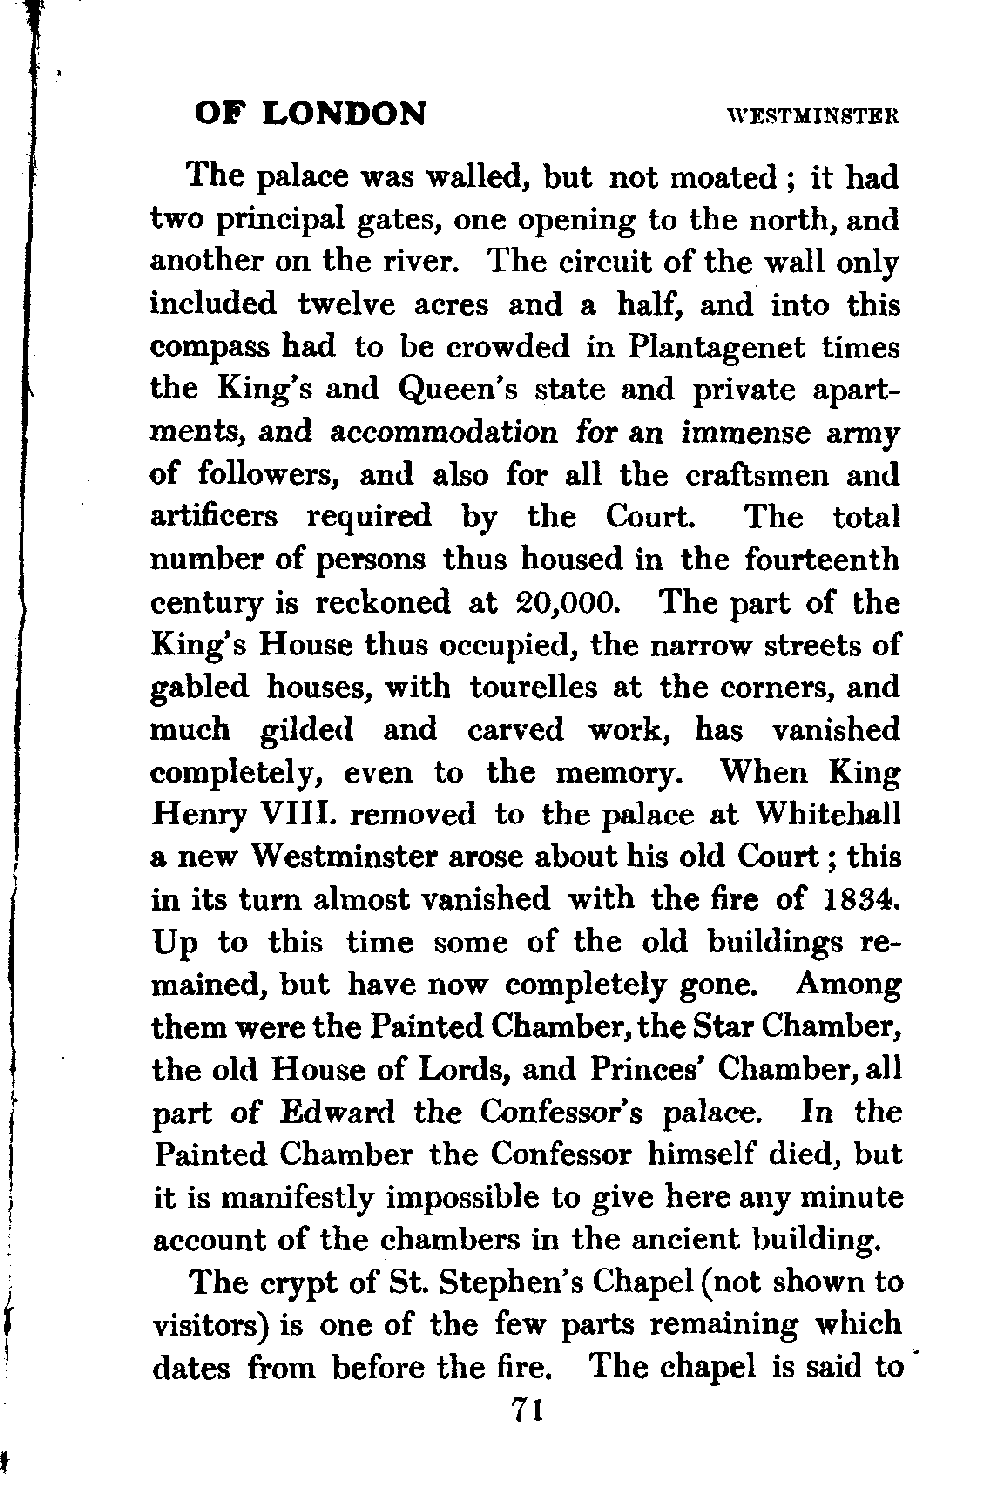 OF LONDON WESTMINSTER
The palace was walled, but not moated ; it had
two principal gates, one opening to the north, and
another on the river. The circuit of the wall only
included twelve acres and a half, and into this
compass had to be crowded in Plantagenet times
the King's and Queen's state and private apart-
ments, and accommodation for an immense army
of followers, and also for all the craftsmen and
artificers required by the Court. The total
number of persons thus housed in the fourteenth
century is reckoned at 20,000. The part of the
King's House thus occupied, the narrow streets of
gabled houses, with tourelles at the corners, and
much gilded and carved work, has vanished
completely, even to the memory. When King
Henry VIII. removed to the palace at Whitehall
a new Westminster arose about his old Court ; this
in its turn almost vanished with the fire of 1834.
Up to this time some of the old buildings re-
mained, but have now completely gone. Among
them were the Painted Chamber, the Star Chamber,
the old House of Lords, and Princes' Chamber, all
part of Edward the Confessor's palace. In the
Painted Chamber the Confessor himself died, but
it is manifestly impossible to give here any minute
account of the chambers in the ancient building.
The crypt of St. Stephen's Chapel (not shown to
visitors) is one of the few parts remaining which
dates from before the fire. The chapel is said to
71